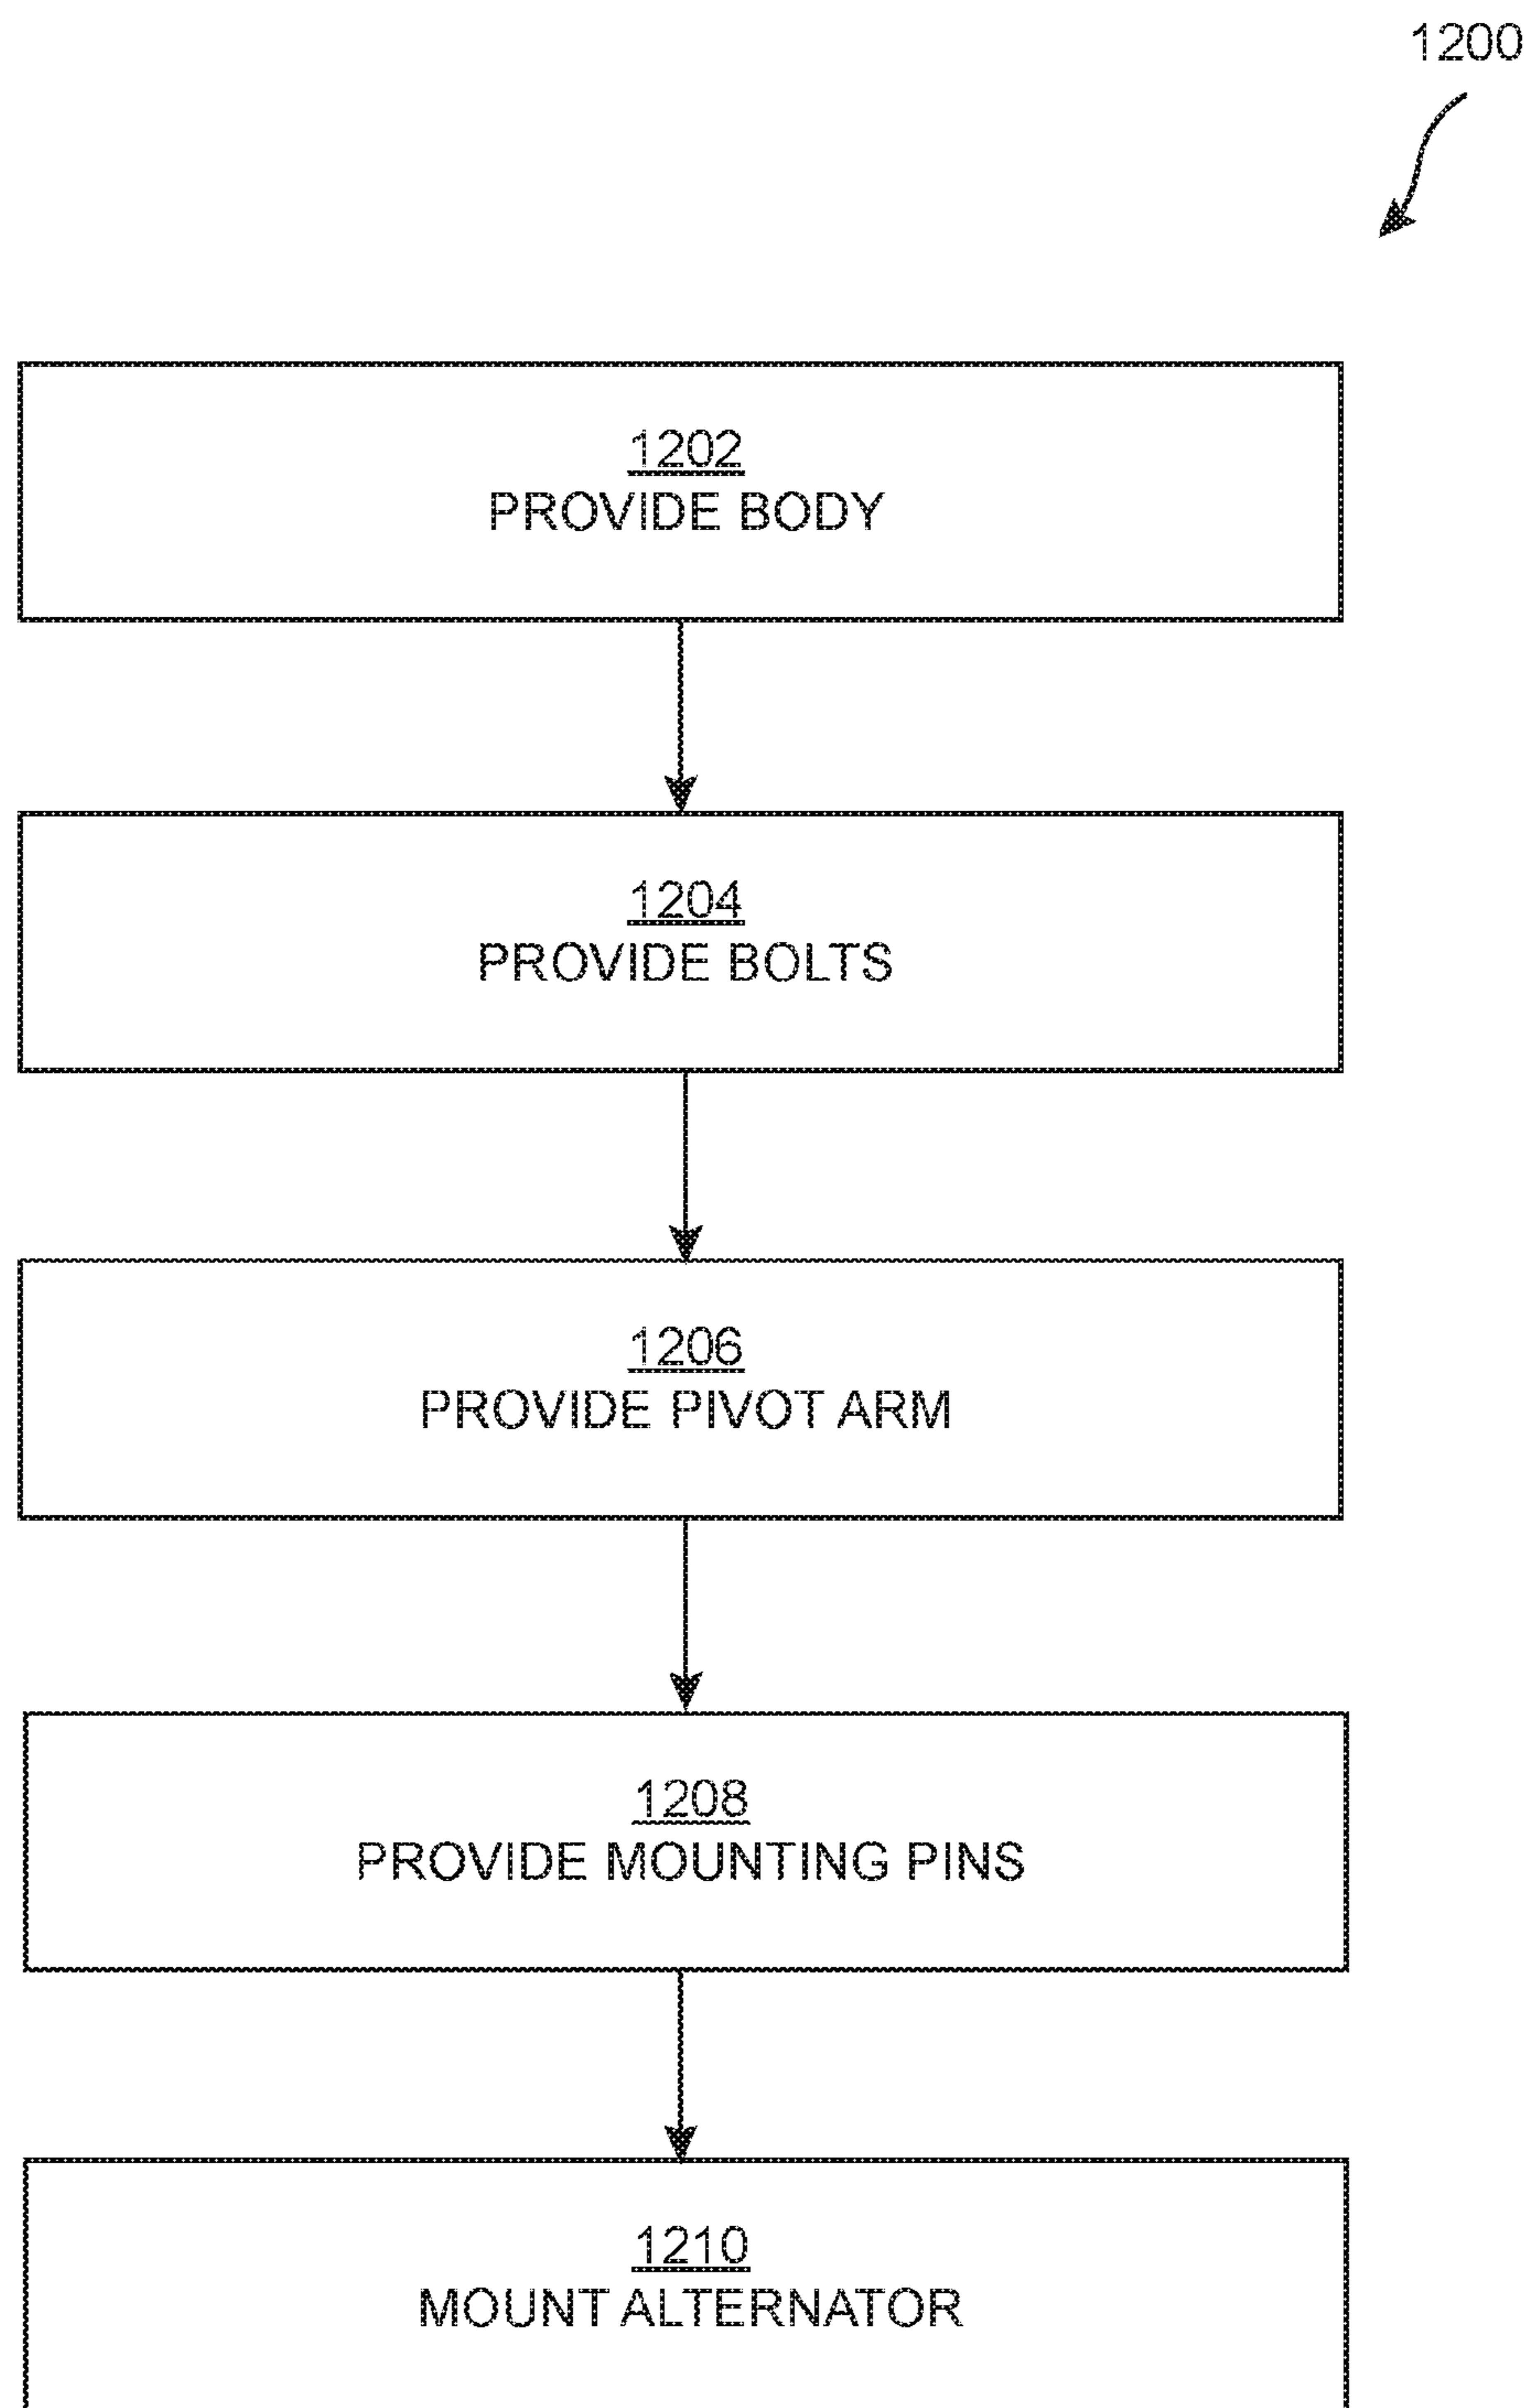 1200
1202
PROVIDE BODY
1204
PROVIDE BOLTS
1206
PROVIDE PIVOT ARM
1208
PROVIDE MOUNTING PINS
1210
MOUNT ALTERNATOR